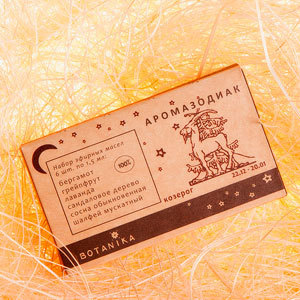 АРОМАЗОДИАК
Набор эфирных масел
6 шт. по 1,5 мл:
бергамот
грейпфрут
лаванда
сандаловое дерево
сосна обыкновенная
шалфей мускатный
100%
козерог
22.12 - 20.01
BOTANIKA